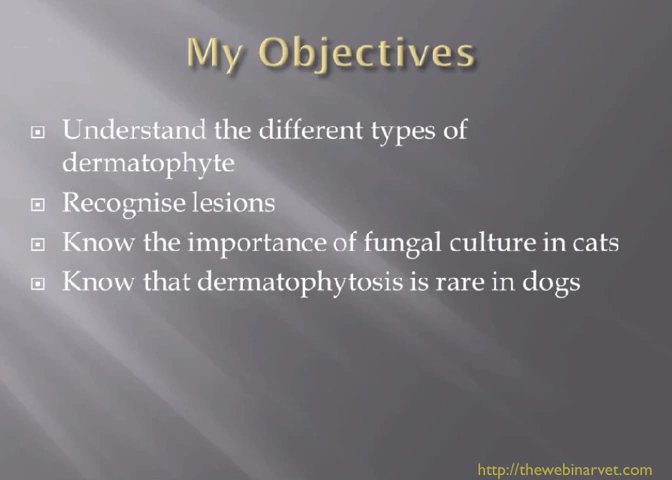 My Objectives
Understand the different types of
dermatophyte
Recognise lesions
Know the importance of fungal culture in cats
Know that dermatophytosis is rare in dogs
http://thewebinarvet.com